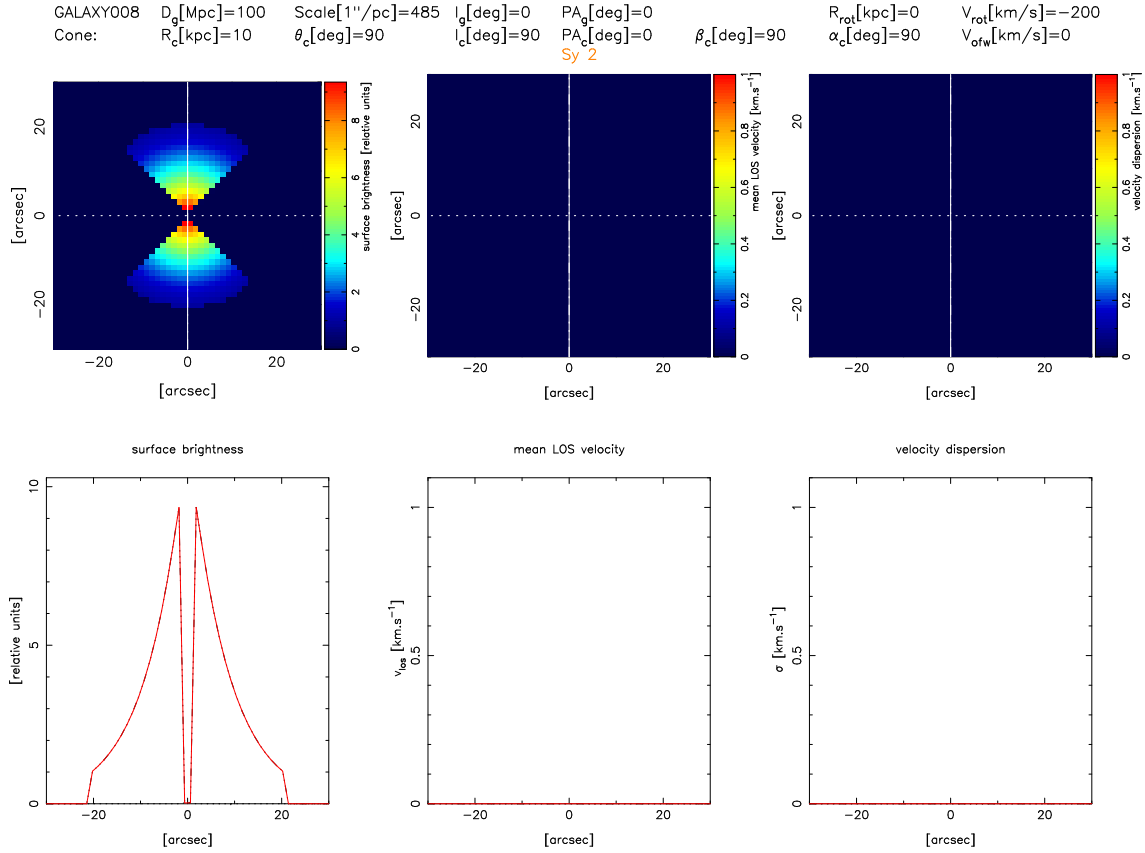 GALAXY008 D_g[Mpc]=100 Scale[1"/pc]=485 I_g[deg]=0 PA_g[deg]=0 R_rot[kpc]=0 V_rot[km/s]=−200
Cone: R_c[kpc]=10 θ_c[deg]=90 I_c[deg]=90 PA_c[deg]=0 β_c[deg]=90 α_c[deg]=90 V_ofw[km/s]=0
Sy 2
[arcsec]
−20 0 20
−20 0 20
[arcsec]
0 2 4 6 8
surface brightness [relative units]
[arcsec]
−20 0 20
−20 0 20
[arcsec]
0 0.2 0.4 0.6 0.8 1
mean LOS velocity [km.s⁻¹]
[arcsec]
−20 0 20
−20 0 20
[arcsec]
0 0.2 0.4 0.6 0.8 1
velocity dispersion [km.s⁻¹]
surface brightness
[relative units]
0 5 10
−20 0 20
[arcsec]
mean LOS velocity
v_los [km.s⁻¹]
0 0.5 1
−20 0 20
[arcsec]
velocity dispersion
σ [km.s⁻¹]
0 0.5 1
−20 0 20
[arcsec]